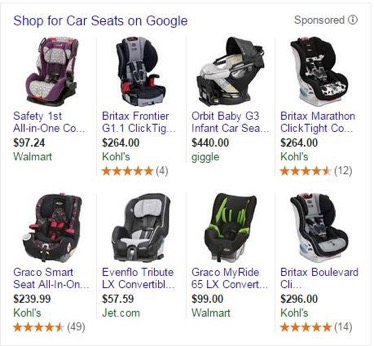 Shop for Car Seats on Google
Sponsored ⓘ
Safety 1st
All-in-One Co...
$97.24
Walmart
Britax Frontier
G1.1 ClickTig...
$264.00
Kohl's
(4)
Orbit Baby G3
Infant Car Sea...
$440.00
giggle
Britax Marathon
ClickTight Co...
$264.00
Kohl's
(12)
Graco Smart
Seat All-In-On...
$239.99
Kohl's
(49)
Evenflo Tribute
LX Convertibl...
$57.59
Jet.com
Graco MyRide
65 LX Convert...
$99.00
Walmart
Britax Boulevard
Cli...
$296.00
Kohl's
(14)